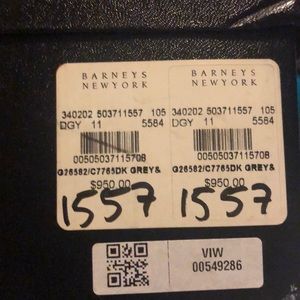 BARNEYS
NEWYORK
340202 503711557 105
DGY 11 5584
00505037115708
G26582/C7765DK GREY&
$950.00
1557
BARNEYS
NEWYORK
340202 503711557 105
DGY 11 5584
00505037115708
G26582/C7765DK GREY&
$950.00
1557
VIW
00549286